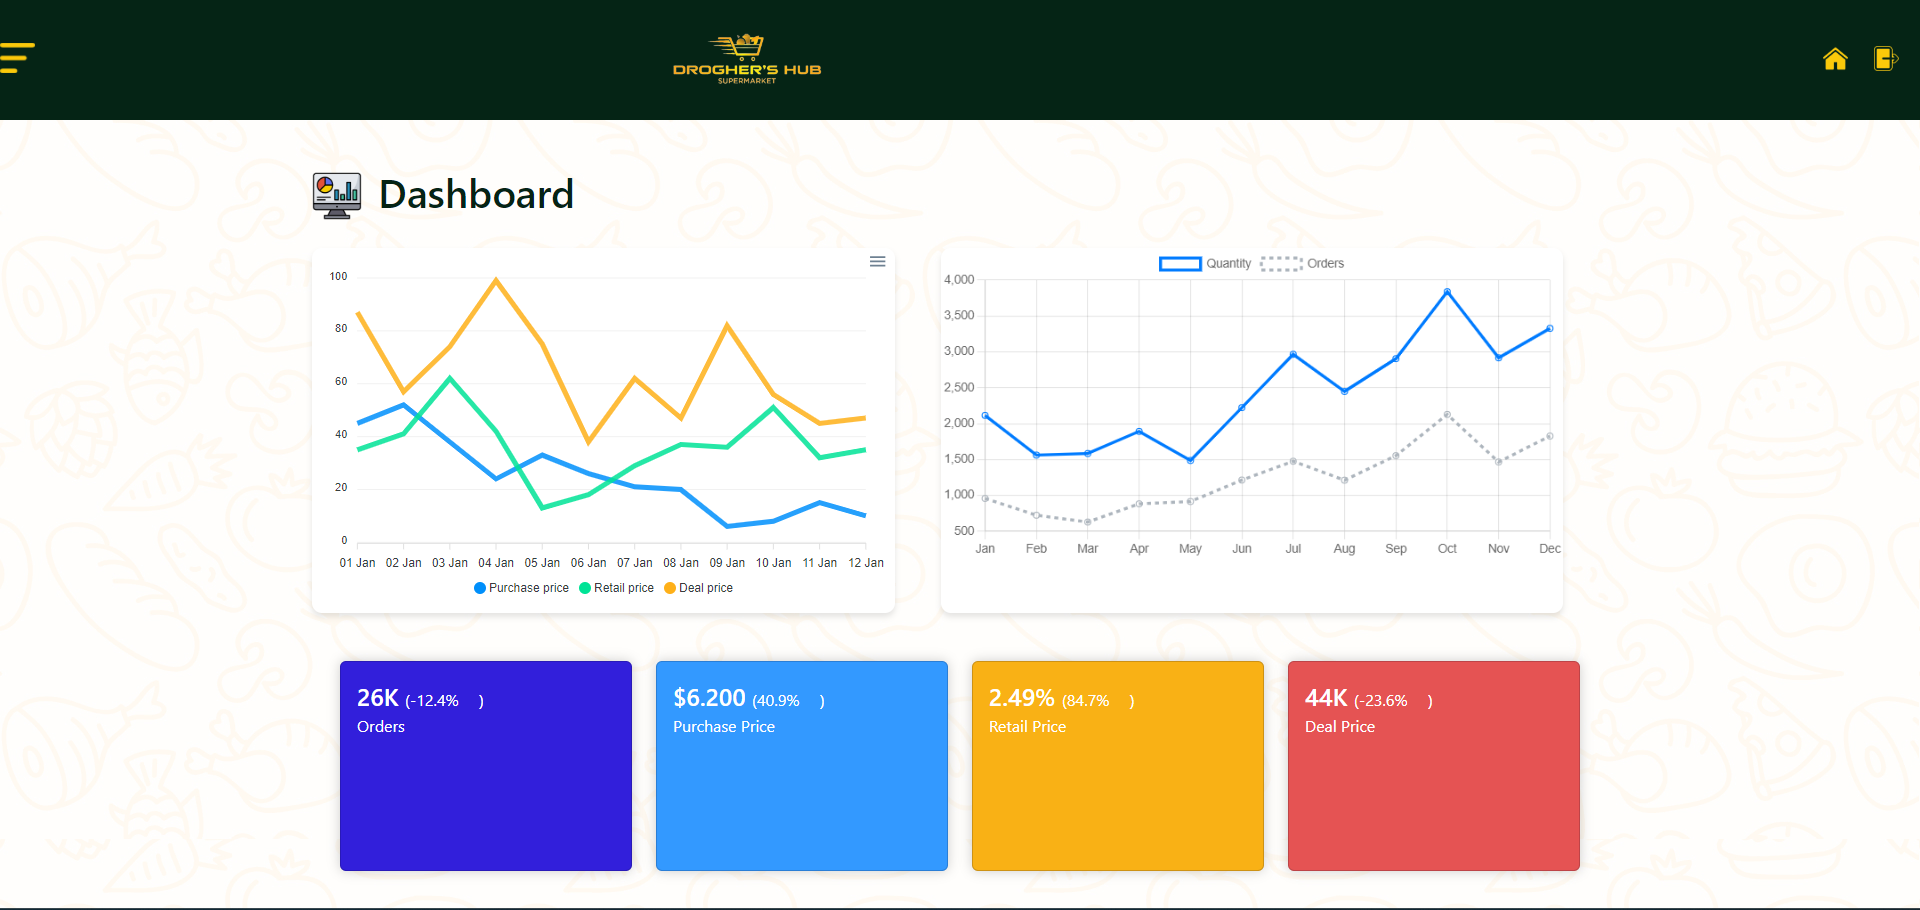 DROGHER'S HUB
SUPERMARKET
Dashboard
100
80
60
40
20
0
01 Jan 02 Jan 03 Jan 04 Jan 05 Jan 06 Jan 07 Jan 08 Jan 09 Jan 10 Jan 11 Jan 12 Jan
Purchase price Retail price Deal price
Quantity Orders
4,000
3,500
3,000
2,500
2,000
1,500
1,000
500
Jan Feb Mar Apr May Jun Jul Aug Sep Oct Nov Dec
26K (-12.4% )
Orders
$6.200 (40.9% )
Purchase Price
2.49% (84.7% )
Retail Price
44K (-23.6% )
Deal Price